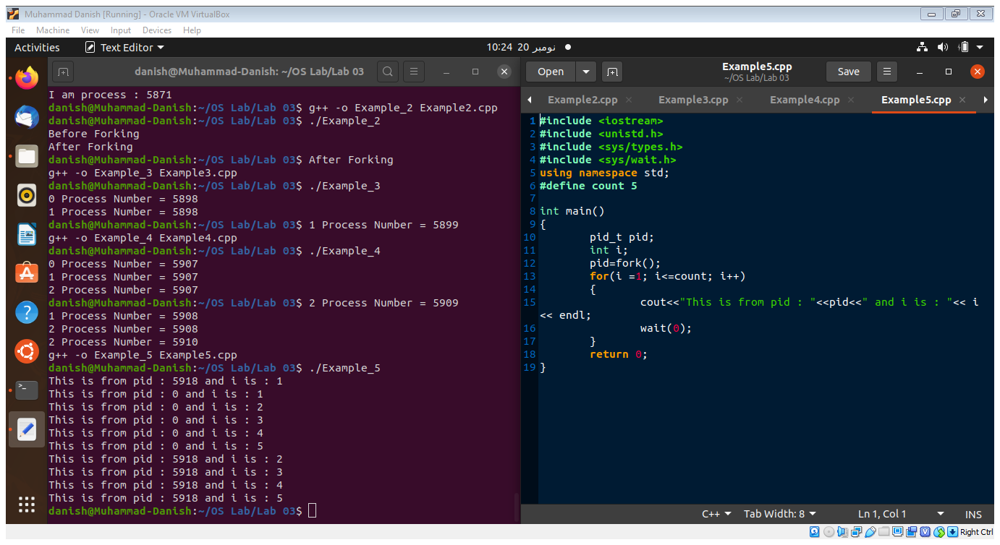 Muhammad Danish [Running] - Oracle VM VirtualBox
File Machine View Input Devices Help
Activities Text Editor 10:24 20 نومبر
danish@Muhammad-Danish: ~/OS Lab/Lab 03
I am process : 5871
danish@Muhammad-Danish:~/OS Lab/Lab 03$ g++ -o Example_2 Example2.cpp
danish@Muhammad-Danish:~/OS Lab/Lab 03$ ./Example_2
Before Forking
After Forking
danish@Muhammad-Danish:~/OS Lab/Lab 03$ After Forking
g++ -o Example_3 Example3.cpp
danish@Muhammad-Danish:~/OS Lab/Lab 03$ ./Example_3
0 Process Number = 5898
1 Process Number = 5898
danish@Muhammad-Danish:~/OS Lab/Lab 03$ 1 Process Number = 5899
g++ -o Example_4 Example4.cpp
danish@Muhammad-Danish:~/OS Lab/Lab 03$ ./Example_4
0 Process Number = 5907
1 Process Number = 5907
2 Process Number = 5907
danish@Muhammad-Danish:~/OS Lab/Lab 03$ 2 Process Number = 5909
1 Process Number = 5908
2 Process Number = 5908
2 Process Number = 5910
g++ -o Example_5 Example5.cpp
danish@Muhammad-Danish:~/OS Lab/Lab 03$ ./Example_5
This is from pid : 5918 and i is : 1
This is from pid : 0 and i is : 1
This is from pid : 0 and i is : 2
This is from pid : 0 and i is : 3
This is from pid : 0 and i is : 4
This is from pid : 0 and i is : 5
This is from pid : 5918 and i is : 2
This is from pid : 5918 and i is : 3
This is from pid : 5918 and i is : 4
This is from pid : 5918 and i is : 5
danish@Muhammad-Danish:~/OS Lab/Lab 03$
Open Example5.cpp Save
~/OS Lab/Lab 03
Example2.cpp Example3.cpp Example4.cpp Example5.cpp
1 #include <iostream>
2 #include <unistd.h>
3 #include <sys/types.h>
4 #include <sys/wait.h>
5 using namespace std;
6 #define count 5
7
8 int main()
9 {
10 pid_t pid;
11 int i;
12 pid=fork();
13 for(i =1; i<=count; i++)
14 {
15 cout<<"This is from pid : "<<pid<<" and i is : "<< i
<< endl;
16 wait(0);
17 }
18 return 0;
19 }
C++ Tab Width: 8 Ln 1, Col 1 INS
Right Ctrl